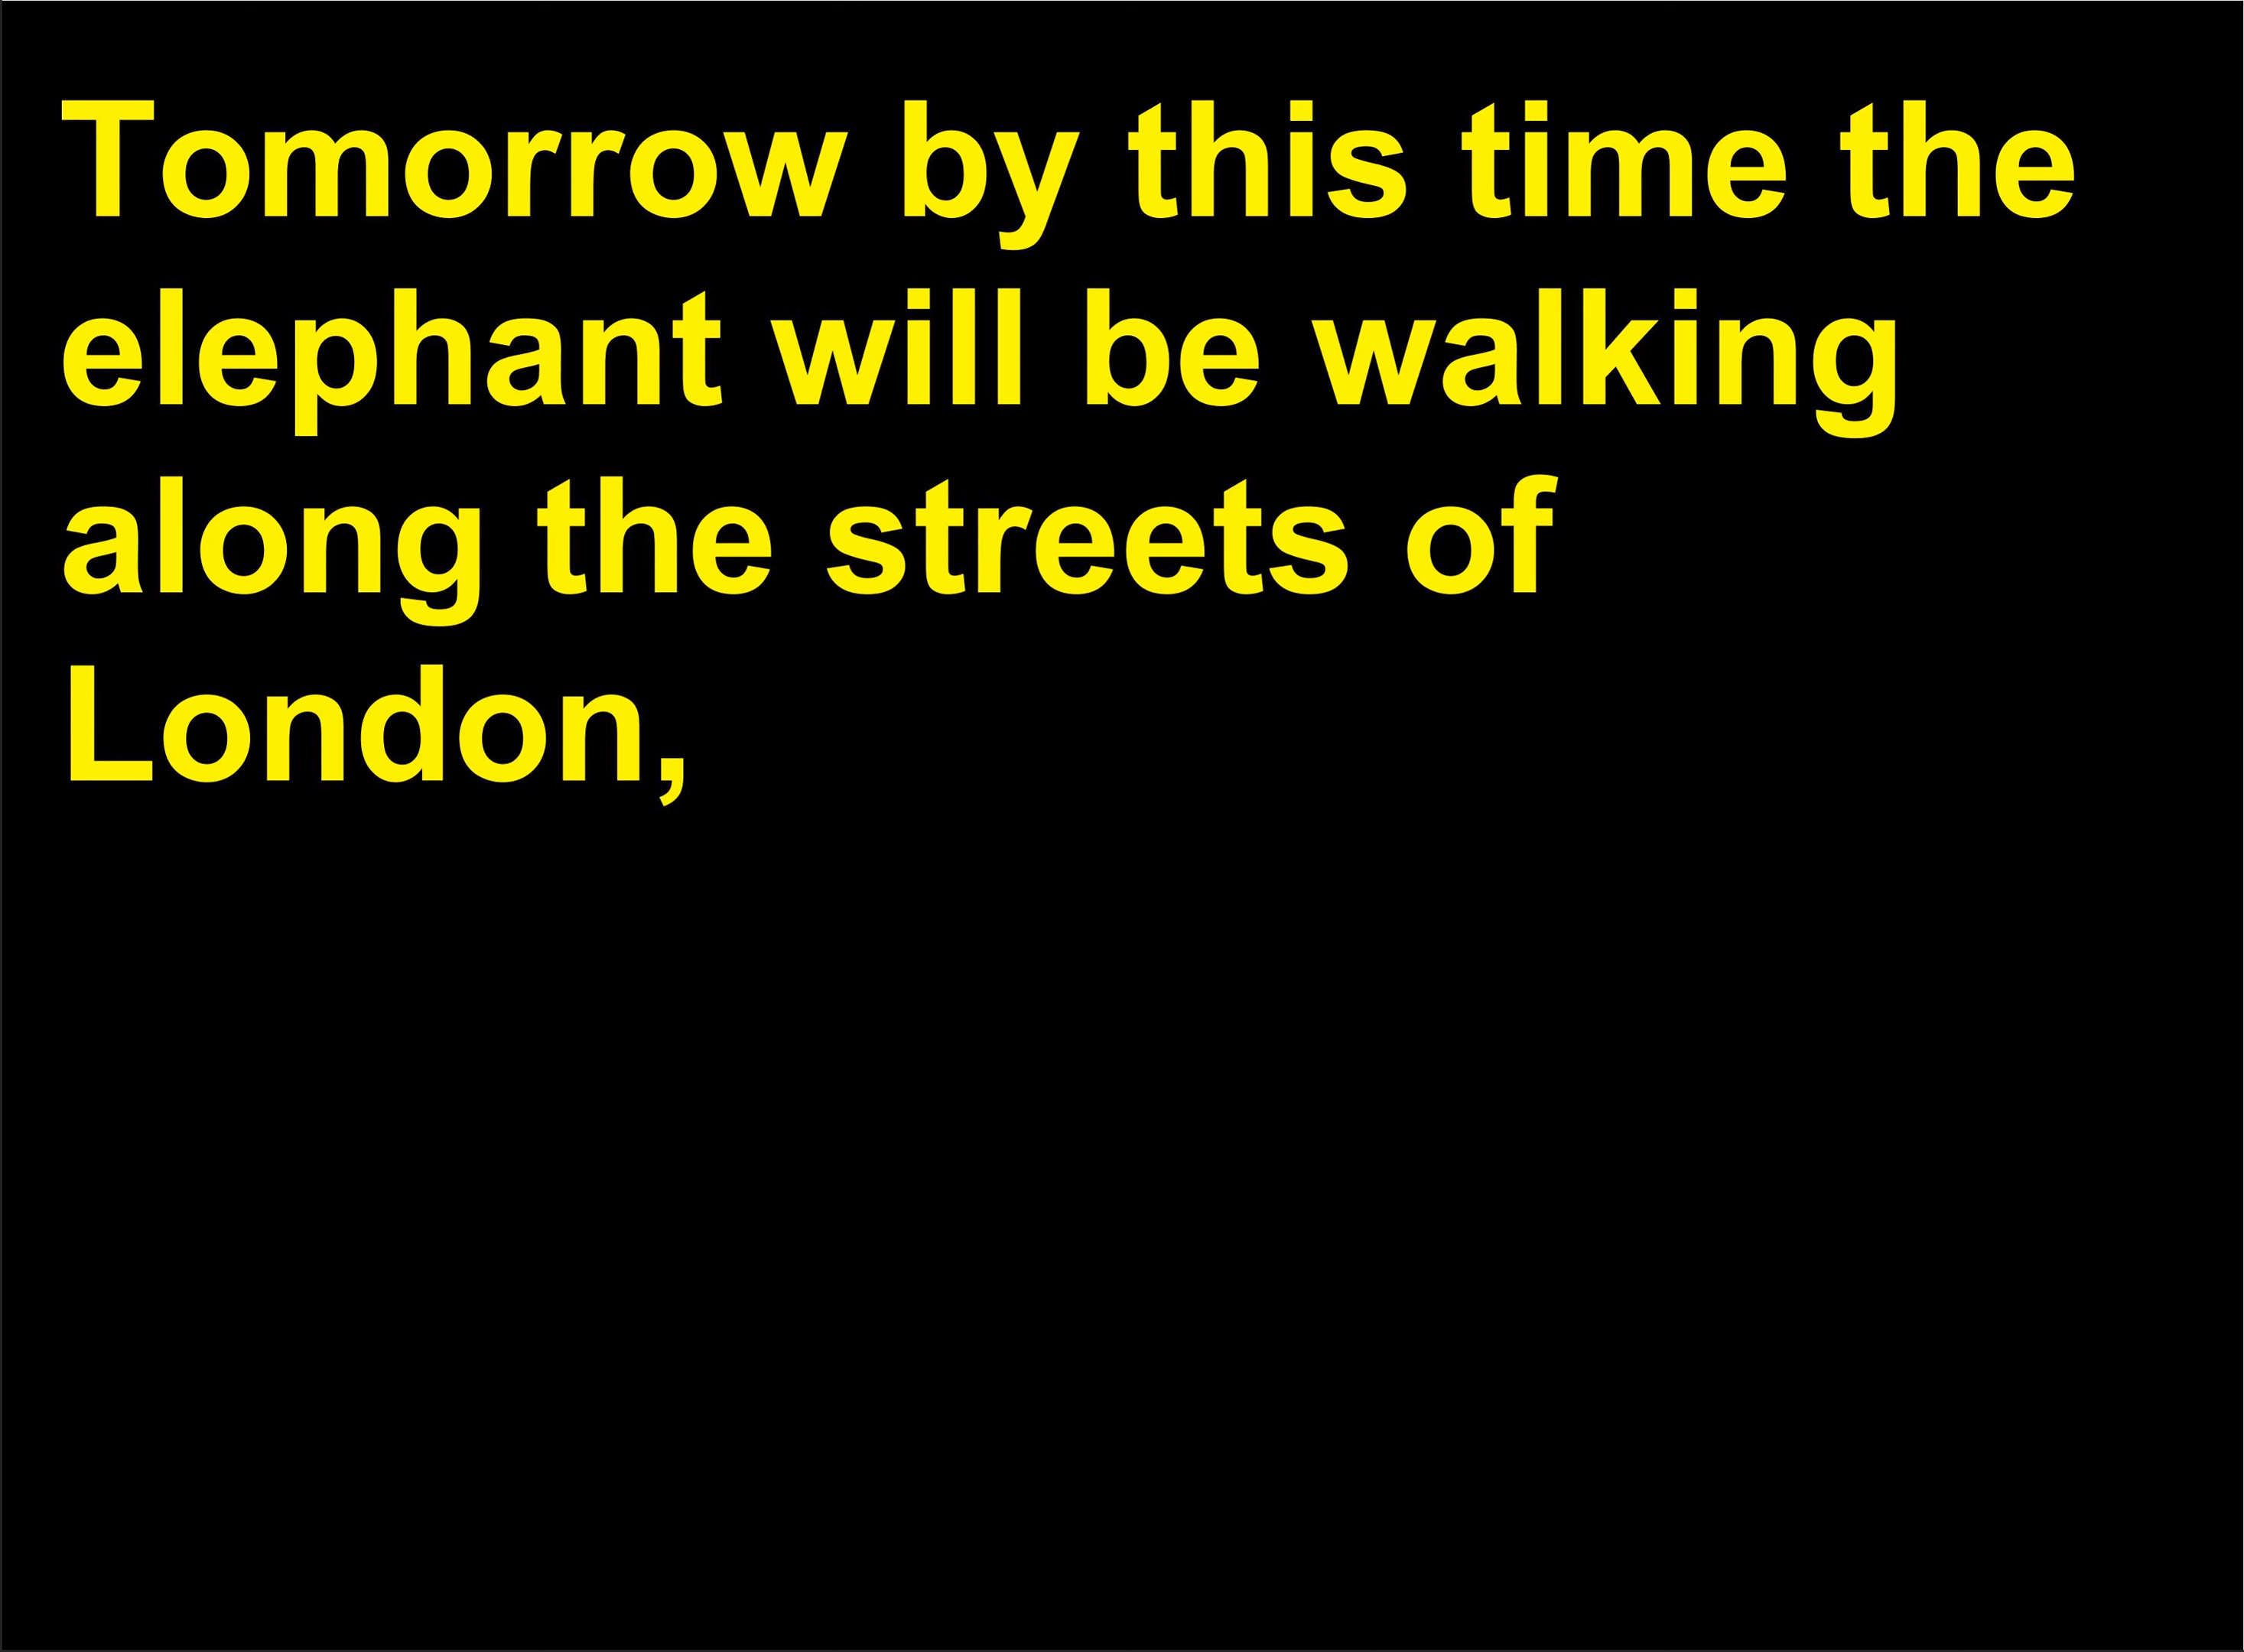 Tomorrow by this time the
elephant will be walking
along the streets of
London,